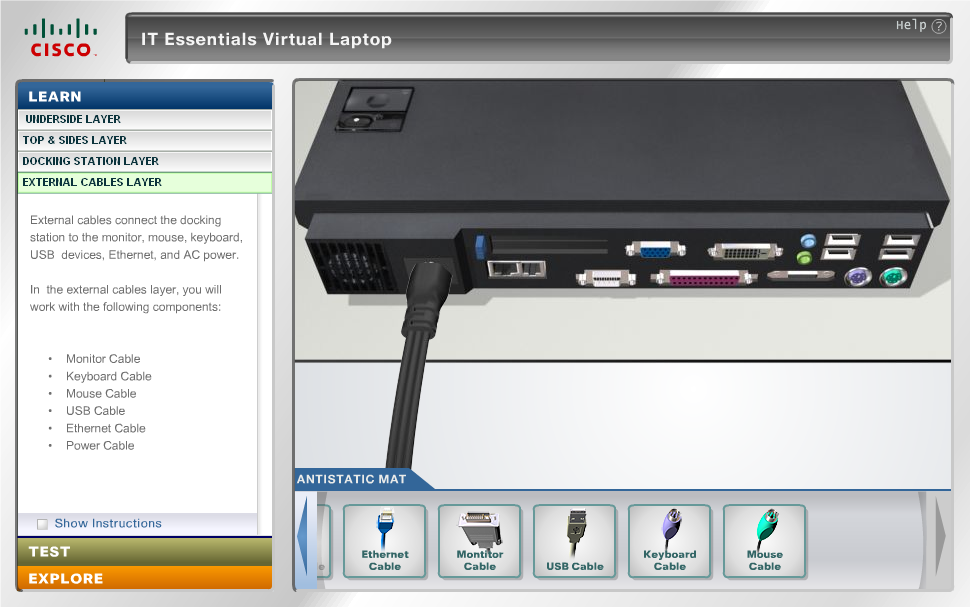 CISCO
IT Essentials Virtual Laptop
Help ?
LEARN
UNDERSIDE LAYER
TOP & SIDES LAYER
DOCKING STATION LAYER
EXTERNAL CABLES LAYER
External cables connect the docking
station to the monitor, mouse, keyboard,
USB devices, Ethernet, and AC power.
In the external cables layer, you will
work with the following components:
• Monitor Cable
• Keyboard Cable
• Mouse Cable
• USB Cable
• Ethernet Cable
• Power Cable
Show Instructions
TEST
EXPLORE
ANTISTATIC MAT
Ethernet
Cable
Montitor
Cable
USB Cable
Keyboard
Cable
Mouse
Cable